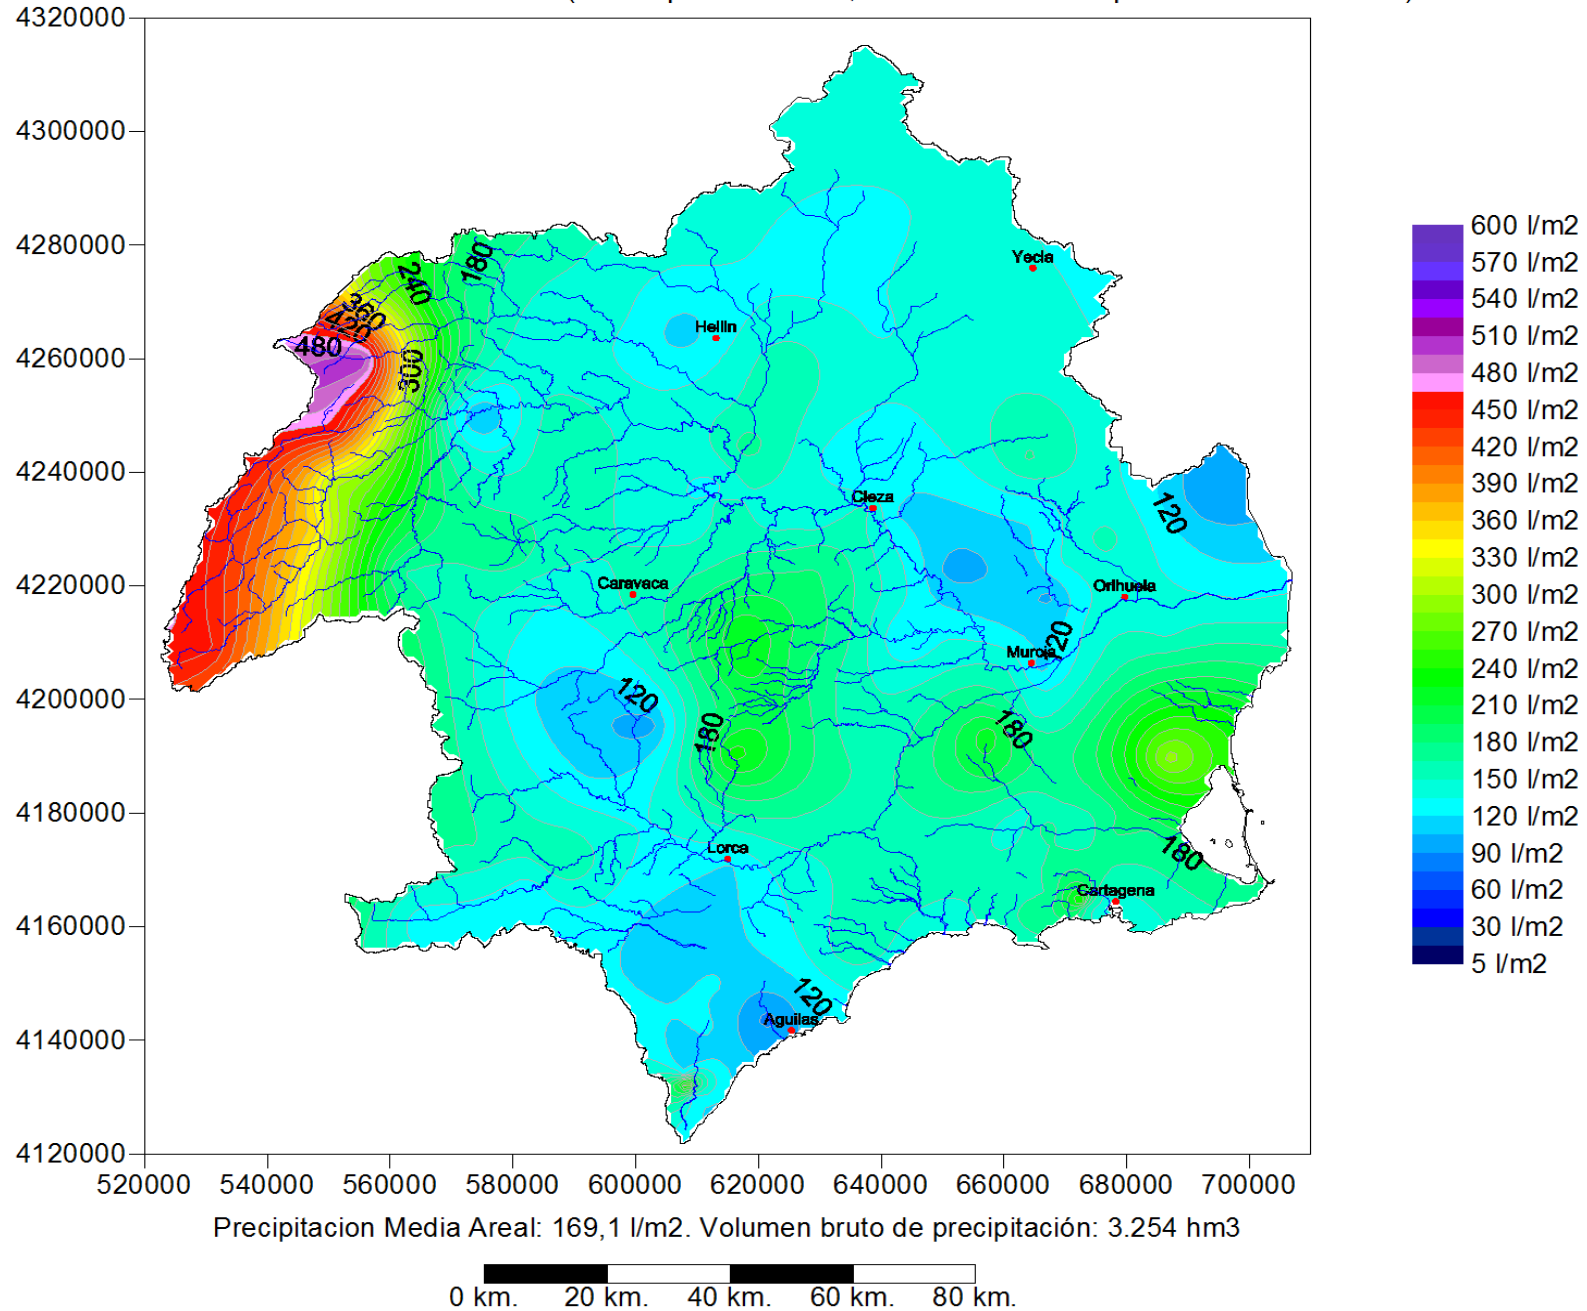 4320000
4300000
4280000
4260000
4240000
4220000
4200000
4180000
4160000
4140000
4120000
520000 540000 560000 580000 600000 620000 640000 660000 680000 700000
180
240
360
420
480
300
Yecla
Hellin
Cieza
120
Caravaca
Orihuela
120
Murcia
120
180
180
Lorca
180
Cartagena
120
Aguilas
600 l/m2
570 l/m2
540 l/m2
510 l/m2
480 l/m2
450 l/m2
420 l/m2
390 l/m2
360 l/m2
330 l/m2
300 l/m2
270 l/m2
240 l/m2
210 l/m2
180 l/m2
150 l/m2
120 l/m2
90 l/m2
60 l/m2
30 l/m2
5 l/m2
Precipitacion Media Areal: 169,1 l/m2. Volumen bruto de precipitación: 3.254 hm3
0 km. 20 km. 40 km. 60 km. 80 km.